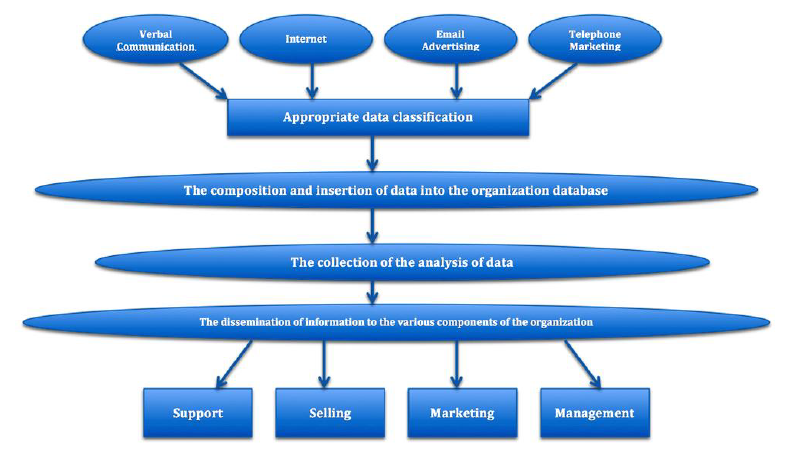 Verbal
Communication
Internet
Email
Advertising
Telephone
Marketing
Appropriate data classification
The composition and insertion of data into the organization database
The collection of the analysis of data
The dissemination of information to the various components of the organization
Support
Selling
Marketing
Management